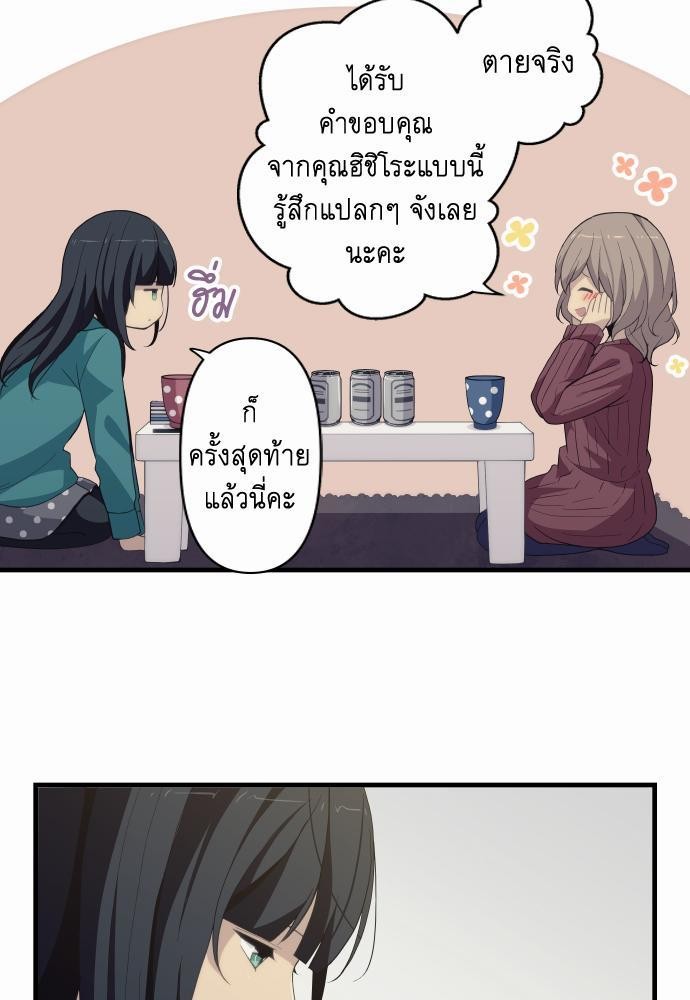 ตายจริง
ได้รับ
คำขอบคุณ
จากคุณฮิชิโระแบบนี้
รู้สึกแปลกๆ จังเลย
นะคะ
ฮึ่ม
ก็
ครั้งสุดท้าย
แล้วนี่คะ